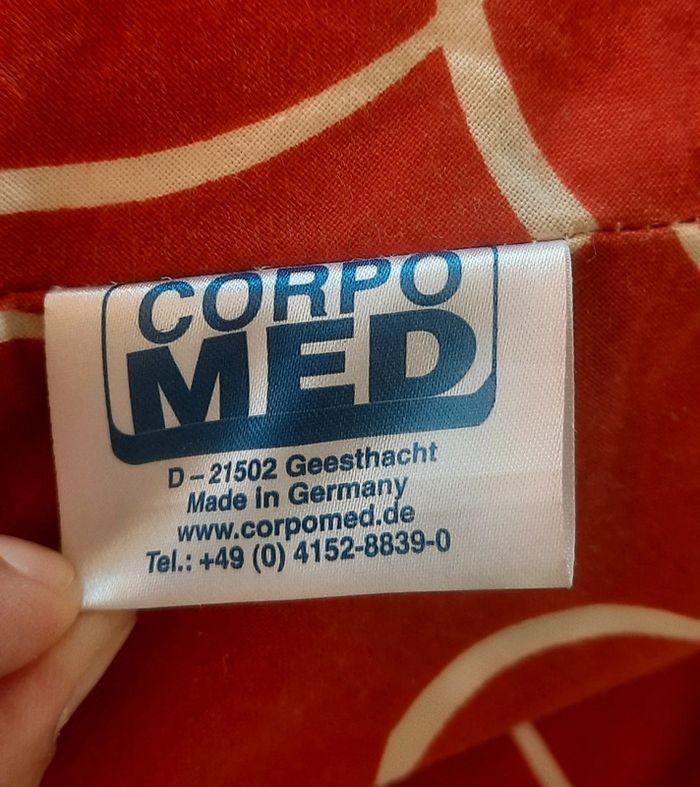 CORPO
MED
D – 21502 Geesthacht
Made in Germany
www.corpomed.de
Tel.: +49 (0) 4152-8839-0